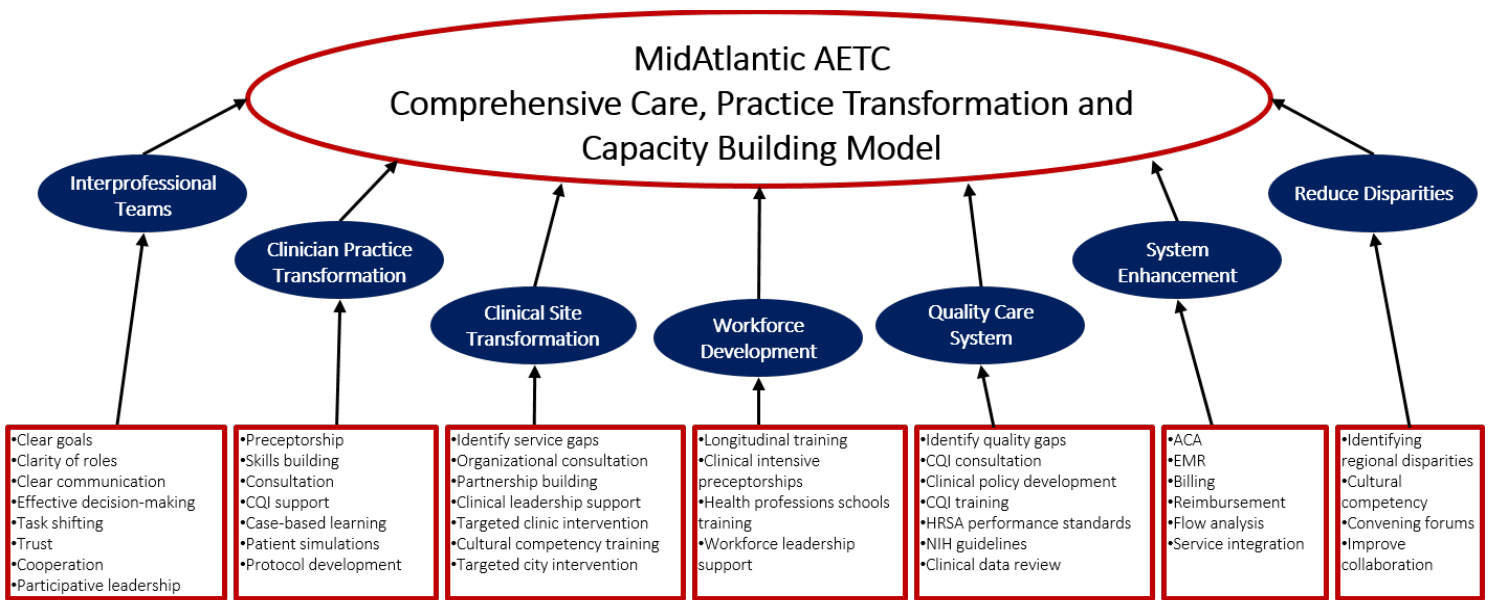 MidAtlantic AETC
Comprehensive Care, Practice Transformation and
Capacity Building Model
Interprofessional
Teams
Clinician Practice
Transformation
Clinical Site
Transformation
Workforce
Development
Quality Care
System
System
Enhancement
Reduce Disparities
•Clear goals
•Clarity of roles
•Clear communication
•Effective decision-making
•Task shifting
•Trust
•Cooperation
•Participative leadership
•Preceptorship
•Skills building
•Consultation
•CQI support
•Case-based learning
•Patient simulations
•Protocol development
•Identify service gaps
•Organizational consultation
•Partnership building
•Clinical leadership support
•Targeted clinic intervention
•Cultural competency training
•Targeted city intervention
•Longitudinal training
•Clinical intensive
preceptorships
•Health professions schools
training
•Workforce leadership
support
•Identify quality gaps
•CQI consultation
•Clinical policy development
•CQI training
•HRSA performance standards
•NIH guidelines
•Clinical data review
•ACA
•EMR
•Billing
•Reimbursement
•Flow analysis
•Service integration
•Identifying
regional disparities
•Cultural
competency
•Convening forums
•Improve
collaboration